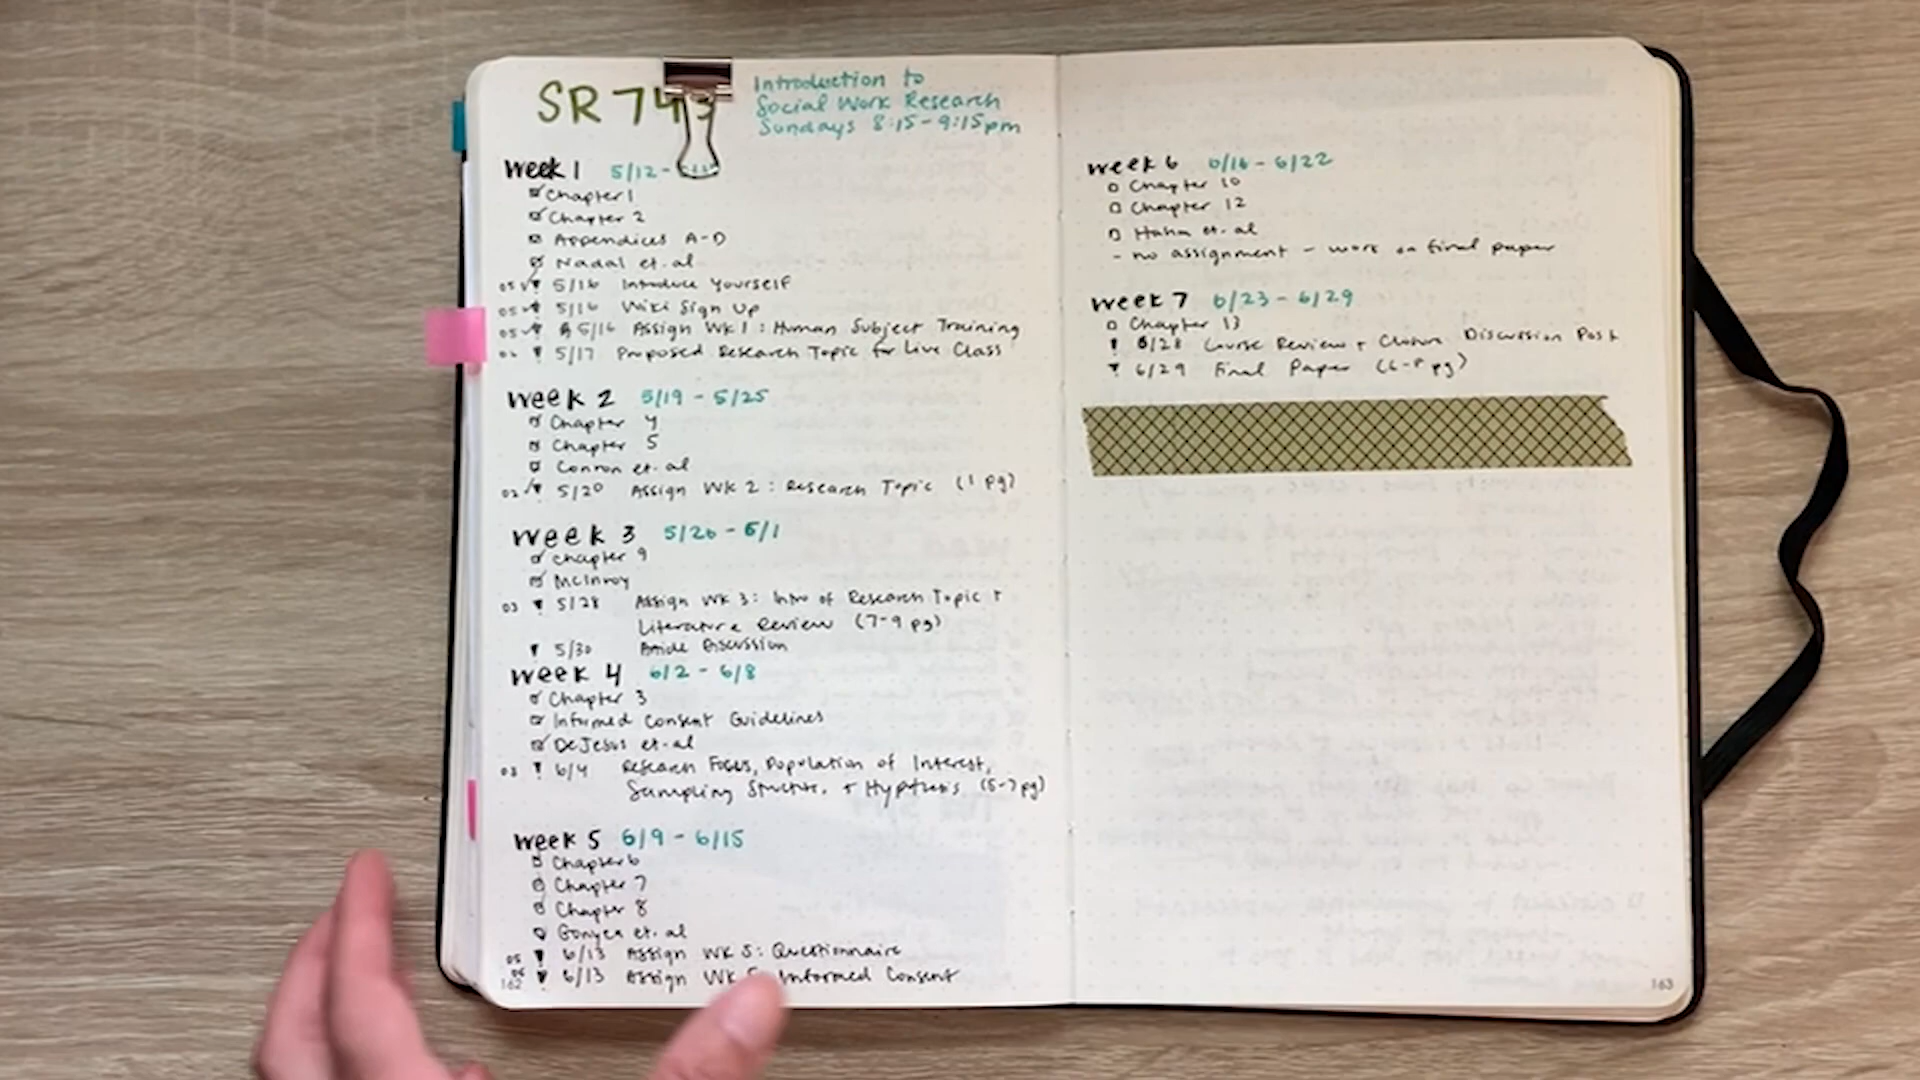 SR 743
Introduction to
Social Work Research
Sundays 8:15-9:15pm
Week 1 5/12 -
Chapter 1
Chapter 2
Appendices A-D
Nadal et.al
05 5/16 Introduce Yourself
05 5/16 Wiki Sign Up
05 5/16 Assign Wk 1: Human Subject Training
5/17 Proposed Research Topic for Live Class
Week 2 5/19 - 5/25
Chapter 4
Chapter 5
Conron et.al
02 5/20 Assign Wk 2: Research Topic (1 pg)
Week 3 5/26 - 6/1
Chapter 9
McInroy
03 5/28 Assign Wk 3: Intro of Research Topic +
Literature Review (7-9 pg)
5/30 Article Discussion
Week 4 6/2 - 6/8
Chapter 3
Informed Consent Guidelines
DeJesus et.al
03 6/4 Research Focus, Population of Interest,
Sampling Structure, + Hypthesis (5-7 pg)
Week 5 6/9 - 6/15
Chapter 6
Chapter 7
Chapter 8
Gonyea et.al
05 6/13 Assign Wk 5: Questionnaire
6/13 Assign Wk Informed Consent
162
Week 6 6/16 - 6/22
Chapter 10
Chapter 12
Hahm et.al
- no assignment - work on final paper
Week 7 6/23 - 6/29
Chapter 13
6/28 Course Review + Closure Discussion Post
6/29 Final Paper (6-8 pg)
163